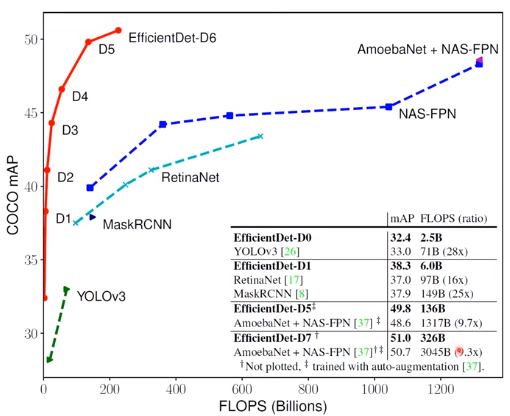 COCO mAP
50
45
40
35
30
EfficientDet-D6
D5
D4
D3
D2
D1
AmoebaNet + NAS-FPN
NAS-FPN
RetinaNet
MaskRCNN
YOLOv3
mAP FLOPS (ratio)
EfficientDet-D0 32.4 2.5B
YOLOv3 [26] 33.0 71B (28x)
EfficientDet-D1 38.3 6.0B
RetinaNet [17] 37.0 97B (16x)
MaskRCNN [8] 37.9 149B (25x)
EfficientDet-D5‡ 49.8 136B
AmoebaNet + NAS-FPN [37] ‡ 48.6 1317B (9.7x)
EfficientDet-D7 † 51.0 326B
AmoebaNet + NAS-FPN [37]†‡ 50.7 3045B ( .3x)
†Not plotted, ‡ trained with auto-augmentation [37].
0 200 400 600 800 1000 1200
FLOPS (Billions)